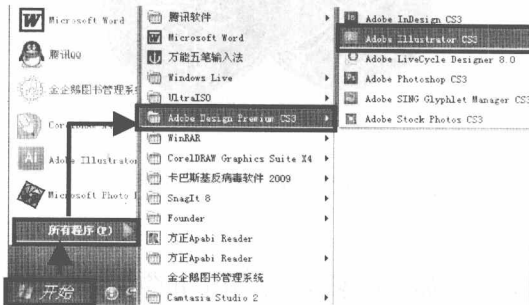 Microsoft Word
腾讯QQ
金企鹅图书管理系
Adobe Illustrator
Microsoft Photo
所有程序(P)
开始
腾讯软件
Microsoft Word
万能五笔输入法
Windows Live
UltraISO
Adobe Design Premium CS3
WinRAR
CorelDRAW Graphics Suite X4
卡巴斯基反病毒软件 2009
SnagIt 8
Founder
方正Apabi Reader
方正Apabi Reader
金企鹅图书管理系统
Camtasia Studio 2
Adobe InDesign CS3
Adobe Illustrator CS3
Adobe LiveCycle Designer 8.0
Adobe Photoshop CS3
Adobe SING Glyphlet Manager CS3
Adobe Stock Photos CS3